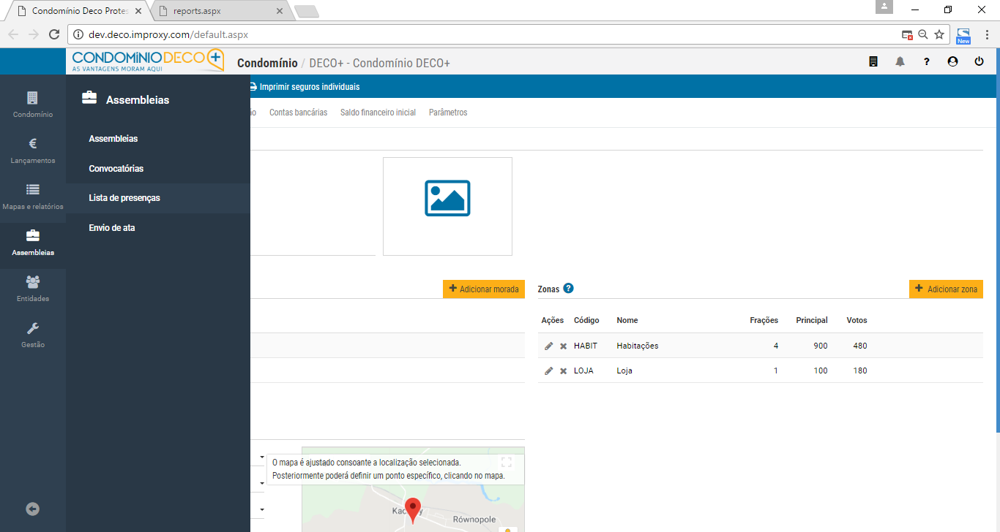 Condomínio Deco Protes
reports.aspx
dev.deco.improxy.com/default.aspx
New
CONDOMíNIODECO+
AS VANTAGENS MORAM AQUI
Condomínio / DECO+ - Condomínio DECO+
?
Imprimir seguros individuais
ão Contas bancárias Saldo financeiro inicial Parâmetros
Condomínio
€
Lançamentos
Mapas e relatórios
Assembleias
Entidades
Gestão
Assembleias
Assembleias
Convocatórias
Lista de presenças
Envio de ata
+ Adicionar morada
Zonas ?
+ Adicionar zona
Ações Código Nome Frações Principal Votos
HABIT Habitações 4 900 480
LOJA Loja 1 100 180
O mapa é ajustado consoante a localização selecionada.
Posteriormente poderá definir um ponto específico, clicando no mapa.
Równopole